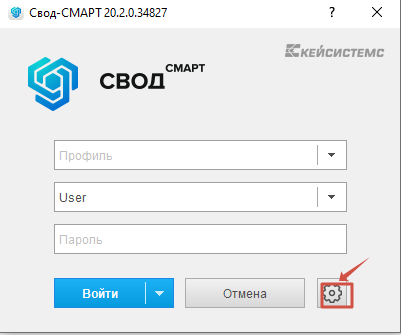 Свод-СМАРТ 20.2.0.34827
?
КЕЙСИСТЕМС
СВОД СМАРТ
Профиль
User
Пароль
Войти
Отмена